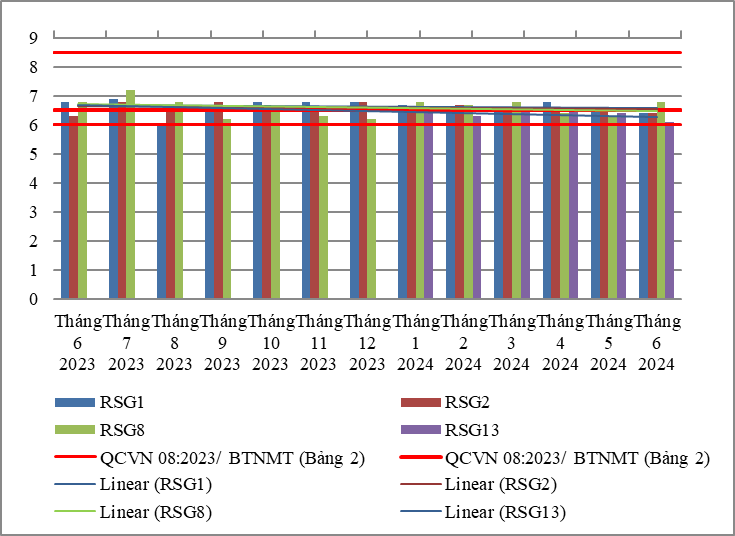 9
8
7
6
5
4
3
2
1
0
Tháng Tháng Tháng Tháng Tháng Tháng Tháng Tháng Tháng Tháng Tháng Tháng Tháng
6 7 8 9 10 11 12 1 2 3 4 5 6
2023 2023 2023 2023 2023 2023 2023 2024 2024 2024 2024 2024 2024
RSG1 RSG2
RSG8 RSG13
QCVN 08:2023/ BTNMT (Bảng 2) QCVN 08:2023/ BTNMT (Bảng 2)
Linear (RSG1) Linear (RSG2)
Linear (RSG8) Linear (RSG13)